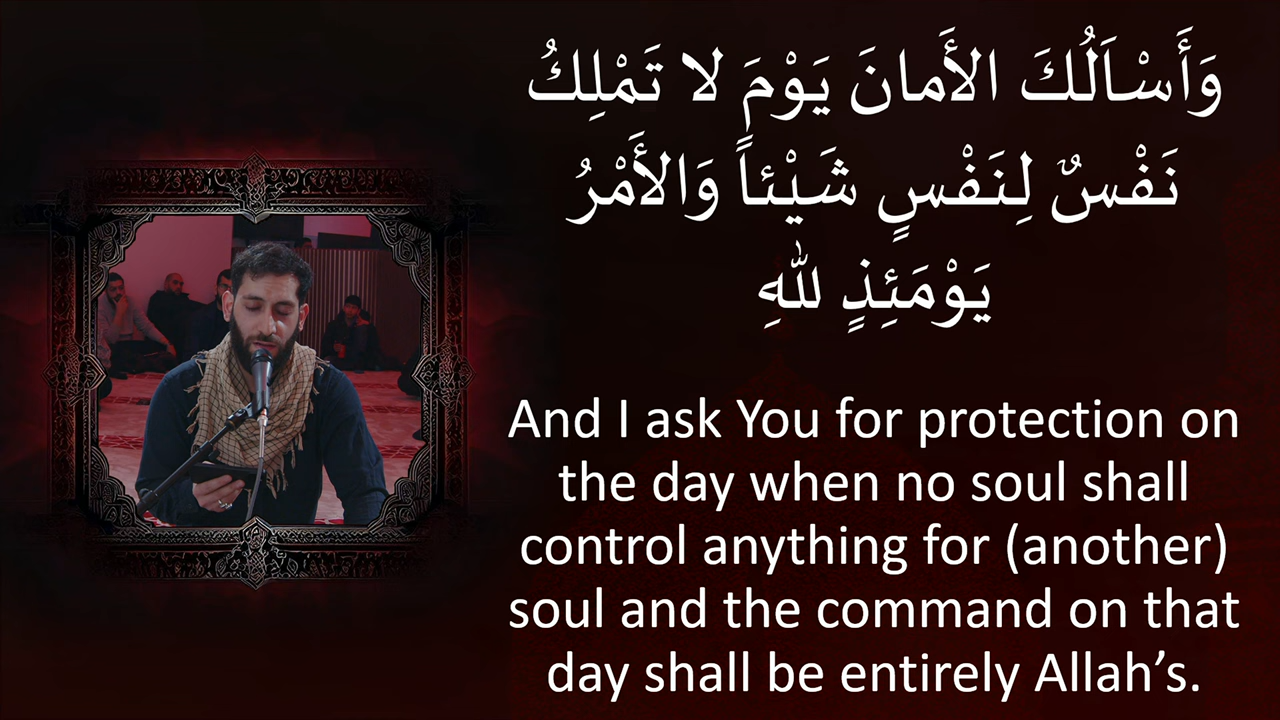 وَأَسْـاَلُكَ الأَمانَ يَوْمَ لا تَمْلِكُ
نَفْسٌ لِنَفْسٍ شَيْئاً وَالأَمْرُ
يَوْمَئِذٍ للهِ
And I ask You for protection on
the day when no soul shall
control anything for (another)
soul and the command on that
day shall be entirely Allah’s.